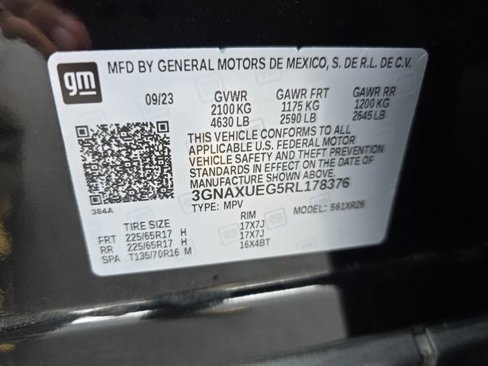 gm
MFD BY GENERAL MOTORS DE MEXICO, S. DE R.L. DE C.V.
09/23 GVWR GAWR FRT GAWR RR
2100 KG 1175 KG 1200 KG
4630 LB 2590 LB 2645 LB
THIS VEHICLE CONFORMS TO ALL
APPLICABLE U.S. FEDERAL MOTOR
VEHICLE SAFETY AND THEFT PREVENTION
STANDARDS IN EFFECT ON THE DATE OF
MANUFACTURE SHOWN ABOVE.
3GNAXUEG5RL178376
384A
TYPE: MPV MODEL: 561XR26
TIRE SIZE RIM
FRT 225/65R17 H 17X7J
RR 225/65R17 H 17X7J
SPA T135/70R16 M 16X4BT